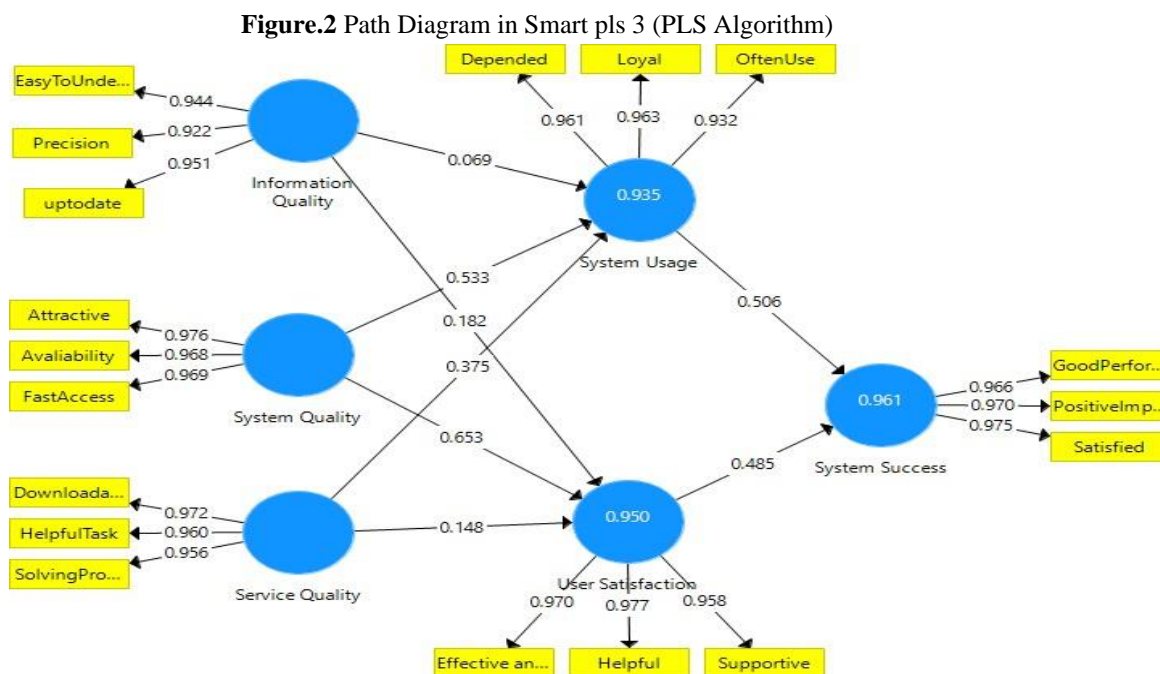 Figure.2 Path Diagram in Smart pls 3 (PLS Algorithm)
Depended
Loyal
OftenUse
EasyToUnde...
Precision
uptodate
0.944
0.922
0.951
Information
Quality
0.961
0.963
0.932
0.069
0.935
System Usage
0.533
0.182
0.375
Attractive
Avaliability
FastAccess
0.976
0.968
0.969
System Quality
0.653
0.506
0.961
System Success
0.966
0.970
0.975
GoodPerfor...
PositiveImp...
Satisfied
0.485
Downloada...
HelpfulTask
SolvingPro...
0.972
0.960
0.956
Service Quality
0.148
0.950
User Satisfaction
0.970
0.977
0.958
Effective an...
Helpful
Supportive